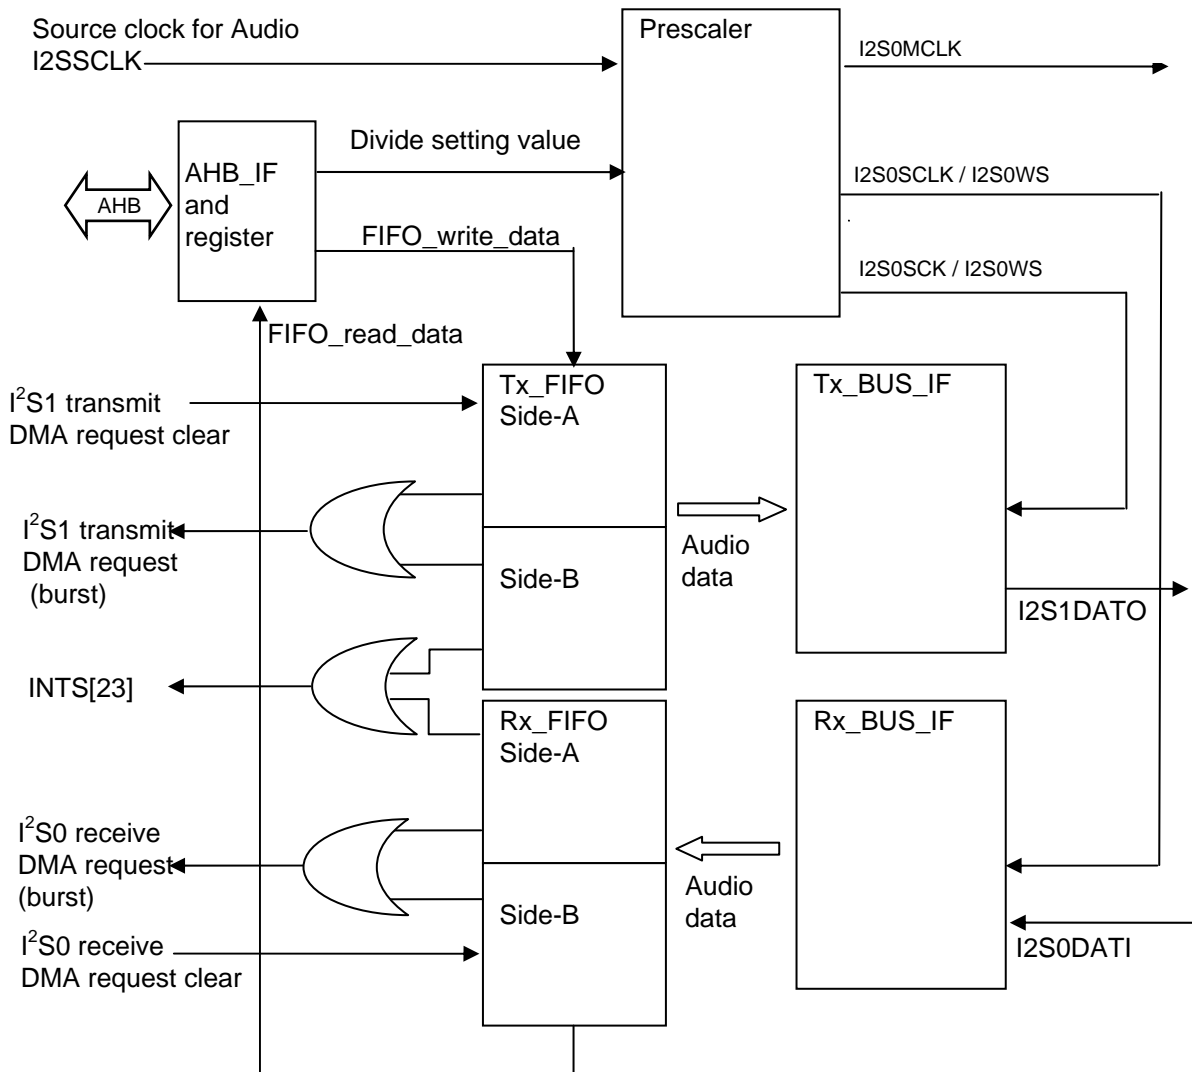 Source clock for Audio
I2SSCLK
Prescaler
I2S0MCLK
Divide setting value
AHB_IF
and
register
AHB
I2S0SCLK / I2S0WS
FIFO_write_data
I2S0SCK / I2S0WS
FIFO_read_data
I²S1 transmit
DMA request clear
Tx_FIFO
Side-A
Tx_BUS_IF
I²S1 transmit
DMA request
(burst)
Side-B
Audio
data
I2S1DATO
INTS[23]
Rx_FIFO
Side-A
Rx_BUS_IF
I²S0 receive
DMA request
(burst)
Side-B
Audio
data
I²S0 receive
DMA request clear
I2S0DATI